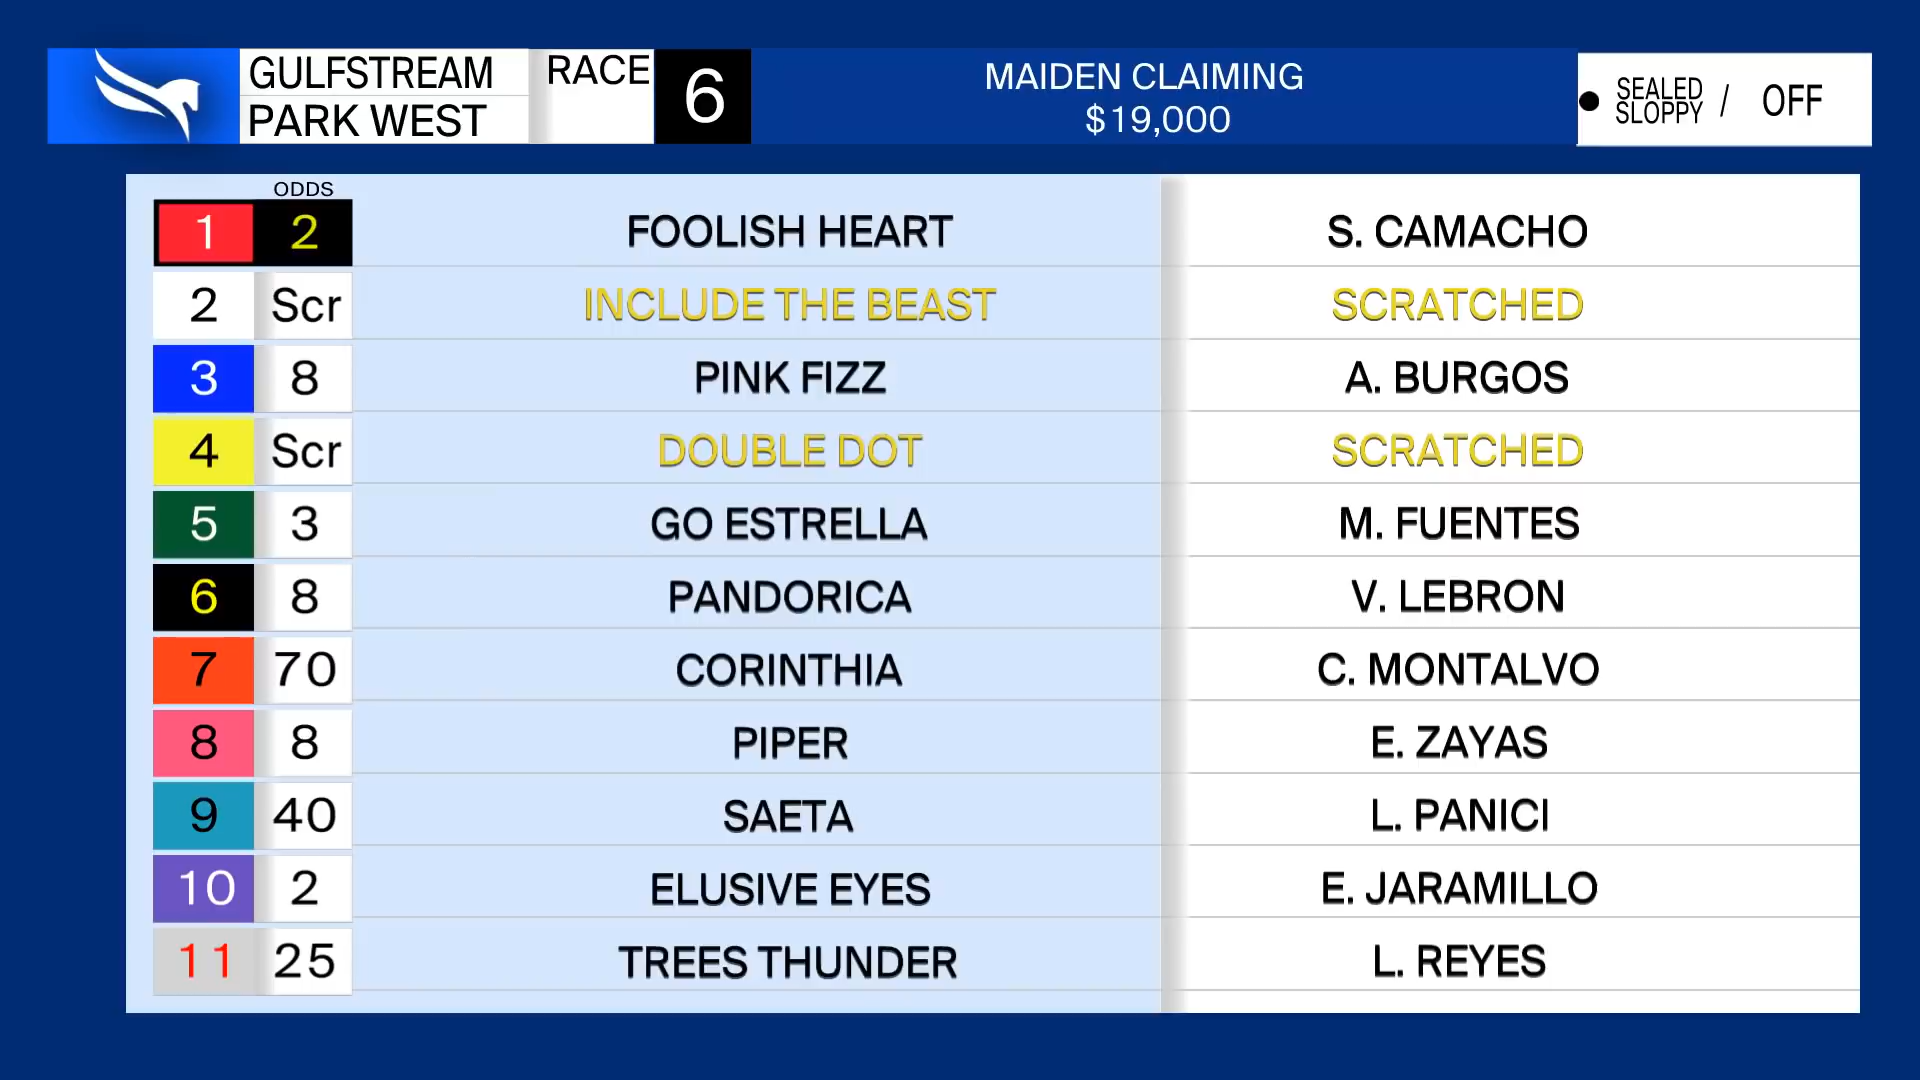 GULFSTREAM
PARK WEST
RACE
6
MAIDEN CLAIMING
$19,000
SEALED
SLOPPY
/ OFF
ODDS
1 2 FOOLISH HEART S. CAMACHO
2 Scr INCLUDE THE BEAST SCRATCHED
3 8 PINK FIZZ A. BURGOS
4 Scr DOUBLE DOT SCRATCHED
5 3 GO ESTRELLA M. FUENTES
6 8 PANDORICA V. LEBRON
7 70 CORINTHIA C. MONTALVO
8 8 PIPER E. ZAYAS
9 40 SAETA L. PANICI
10 2 ELUSIVE EYES E. JARAMILLO
11 25 TREES THUNDER L. REYES